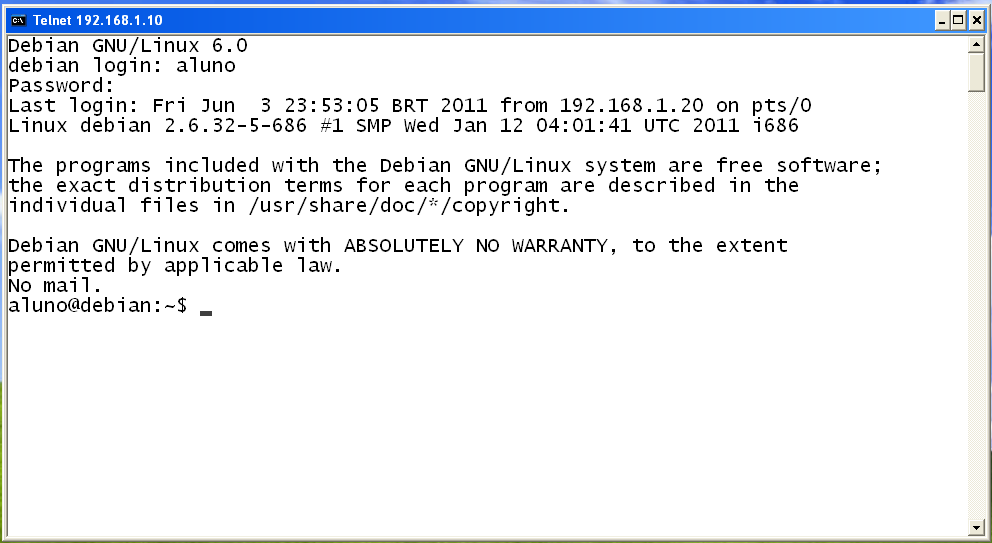 Telnet 192.168.1.10
Debian GNU/Linux 6.0
debian login: aluno
Password:
Last login: Fri Jun  3 23:53:05 BRT 2011 from 192.168.1.20 on pts/0
Linux debian 2.6.32-5-686 #1 SMP Wed Jan 12 04:01:41 UTC 2011 i686

The programs included with the Debian GNU/Linux system are free software;
the exact distribution terms for each program are described in the
individual files in /usr/share/doc/*/copyright.

Debian GNU/Linux comes with ABSOLUTELY NO WARRANTY, to the extent
permitted by applicable law.
No mail.
aluno@debian:~$ _